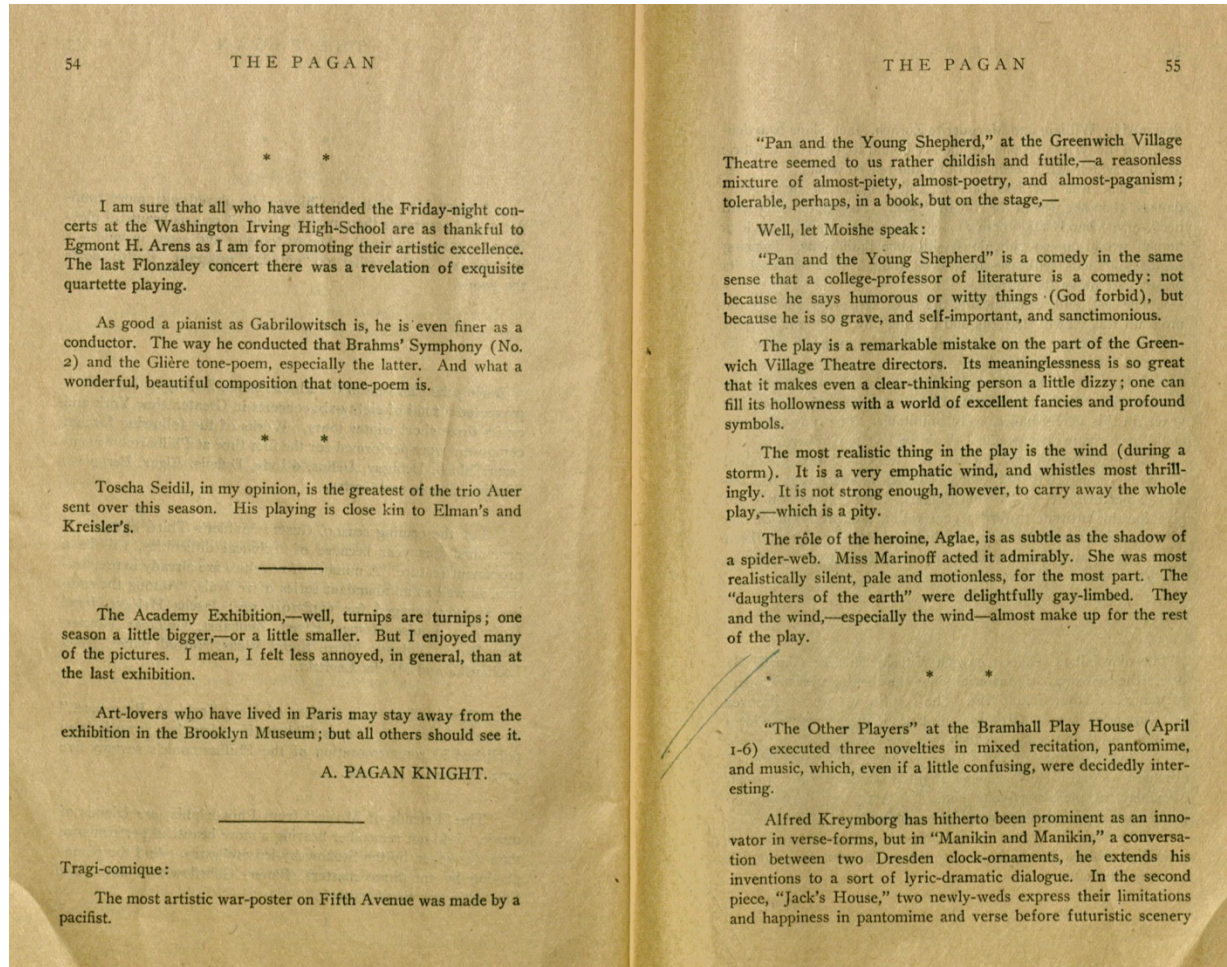 54 THE PAGAN
* *
I am sure that all who have attended the Friday-night con-
certs at the Washington Irving High-School are as thankful to
Egmont H. Arens as I am for promoting their artistic excellence.
The last Flonzaley concert there was a revelation of exquisite
quartette playing.
As good a pianist as Gabrilowitsch is, he is even finer as a
conductor. The way he conducted that Brahms' Symphony (No.
2) and the Glière tone-poem, especially the latter. And what a
wonderful, beautiful composition that tone-poem is.
* *
Toscha Seidil, in my opinion, is the greatest of the trio Auer
sent over this season. His playing is close kin to Elman's and
Kreisler's.
The Academy Exhibition,—well, turnips are turnips; one
season a little bigger,—or a little smaller. But I enjoyed many
of the pictures. I mean, I felt less annoyed, in general, than at
the last exhibition.
Art-lovers who have lived in Paris may stay away from the
exhibition in the Brooklyn Museum; but all others should see it.
A. PAGAN KNIGHT.
Tragi-comique:
The most artistic war-poster on Fifth Avenue was made by a
pacifist.
THE PAGAN 55
"Pan and the Young Shepherd," at the Greenwich Village
Theatre seemed to us rather childish and futile,—a reasonless
mixture of almost-piety, almost-poetry, and almost-paganism;
tolerable, perhaps, in a book, but on the stage,—
Well, let Moishe speak:
"Pan and the Young Shepherd" is a comedy in the same
sense that a college-professor of literature is a comedy: not
because he says humorous or witty things (God forbid), but
because he is so grave, and self-important, and sanctimonious.
The play is a remarkable mistake on the part of the Green-
wich Village Theatre directors. Its meaninglessness is so great
that it makes even a clear-thinking person a little dizzy; one can
fill its hollowness with a world of excellent fancies and profound
symbols.
The most realistic thing in the play is the wind (during a
storm). It is a very emphatic wind, and whistles most thrill-
ingly. It is not strong enough, however, to carry away the whole
play,—which is a pity.
The rôle of the heroine, Aglae, is as subtle as the shadow of
a spider-web. Miss Marinoff acted it admirably. She was most
realistically silent, pale and motionless, for the most part. The
"daughters of the earth" were delightfully gay-limbed. They
and the wind,—especially the wind—almost make up for the rest
of the play.
* *
"The Other Players" at the Bramhall Play House (April
1-6) executed three novelties in mixed recitation, pantomime,
and music, which, even if a little confusing, were decidedly inter-
esting.
Alfred Kreymborg has hitherto been prominent as an inno-
vator in verse-forms, but in "Manikin and Manikin," a conversa-
tion between two Dresden clock-ornaments, he extends his
inventions to a sort of lyric-dramatic dialogue. In the second
piece, "Jack's House," two newly-weds express their limitations
and happiness in pantomime and verse before futuristic scenery